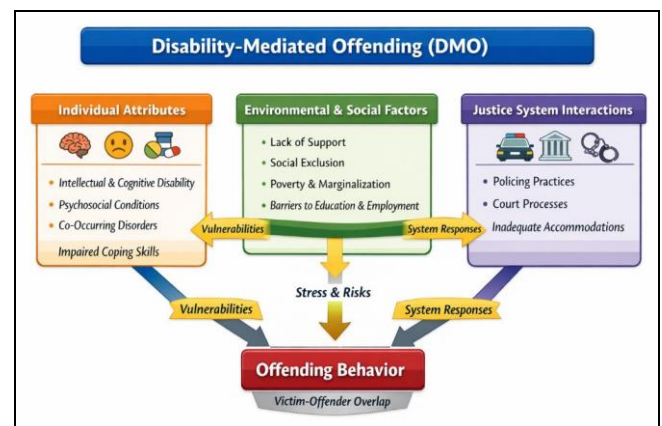 Disability-Mediated Offending (DMO)
Individual Attributes
• Intellectual & Cognitive Disability
• Psychosocial Conditions
• Co-Occurring Disorders
Impaired Coping Skills
Environmental & Social Factors
• Lack of Support
• Social Exclusion
• Poverty & Marginalization
• Barriers to Education & Employment
Justice System Interactions
• Policing Practices
• Court Processes
Inadequate Accommodations
Vulnerabilities
System Responses
Stress & Risks
Vulnerabilities
System Responses
Offending Behavior
Victim-Offender Overlap